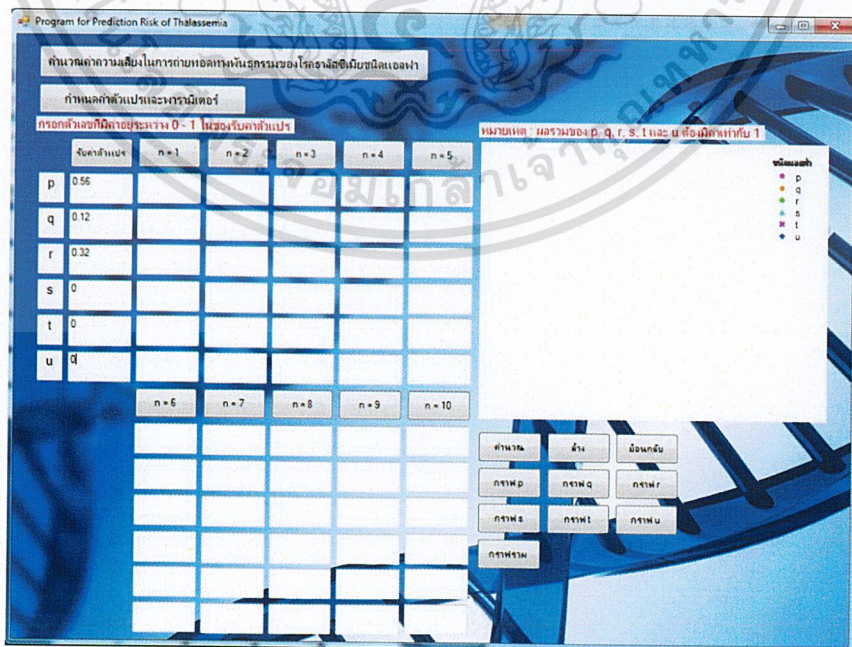 Program for Prediction Risk of Thalassemia
คำนวณค่าความเสี่ยงในการถ่ายทอดทางพันธุกรรมของโรคธาลัสซีเมียชนิดแอลฟา
กำหนดค่าตัวแปรและพารามิเตอร์
กรอกตัวเลขที่มีค่าอยู่ระหว่าง 0 - 1 ในช่องรับค่าตัวแปร
หมายเหตุ : ผลรวมของ p, q, r, s, t และ u ต้องมีค่าเท่ากับ 1
รับค่าตัวแปร n = 1 n = 2 n = 3 n = 4 n = 5
p 0.56
q 0.12
r 0.32
s 0
t 0
u 0
ชนิดแอลฟ่า
p
q
r
s
t
u
n = 6 n = 7 n = 8 n = 9 n = 10
คำนวณ ล้าง ย้อนกลับ
กราฟ p กราฟ q กราฟ r
กราฟ s กราฟ t กราฟ u
กราฟรวม